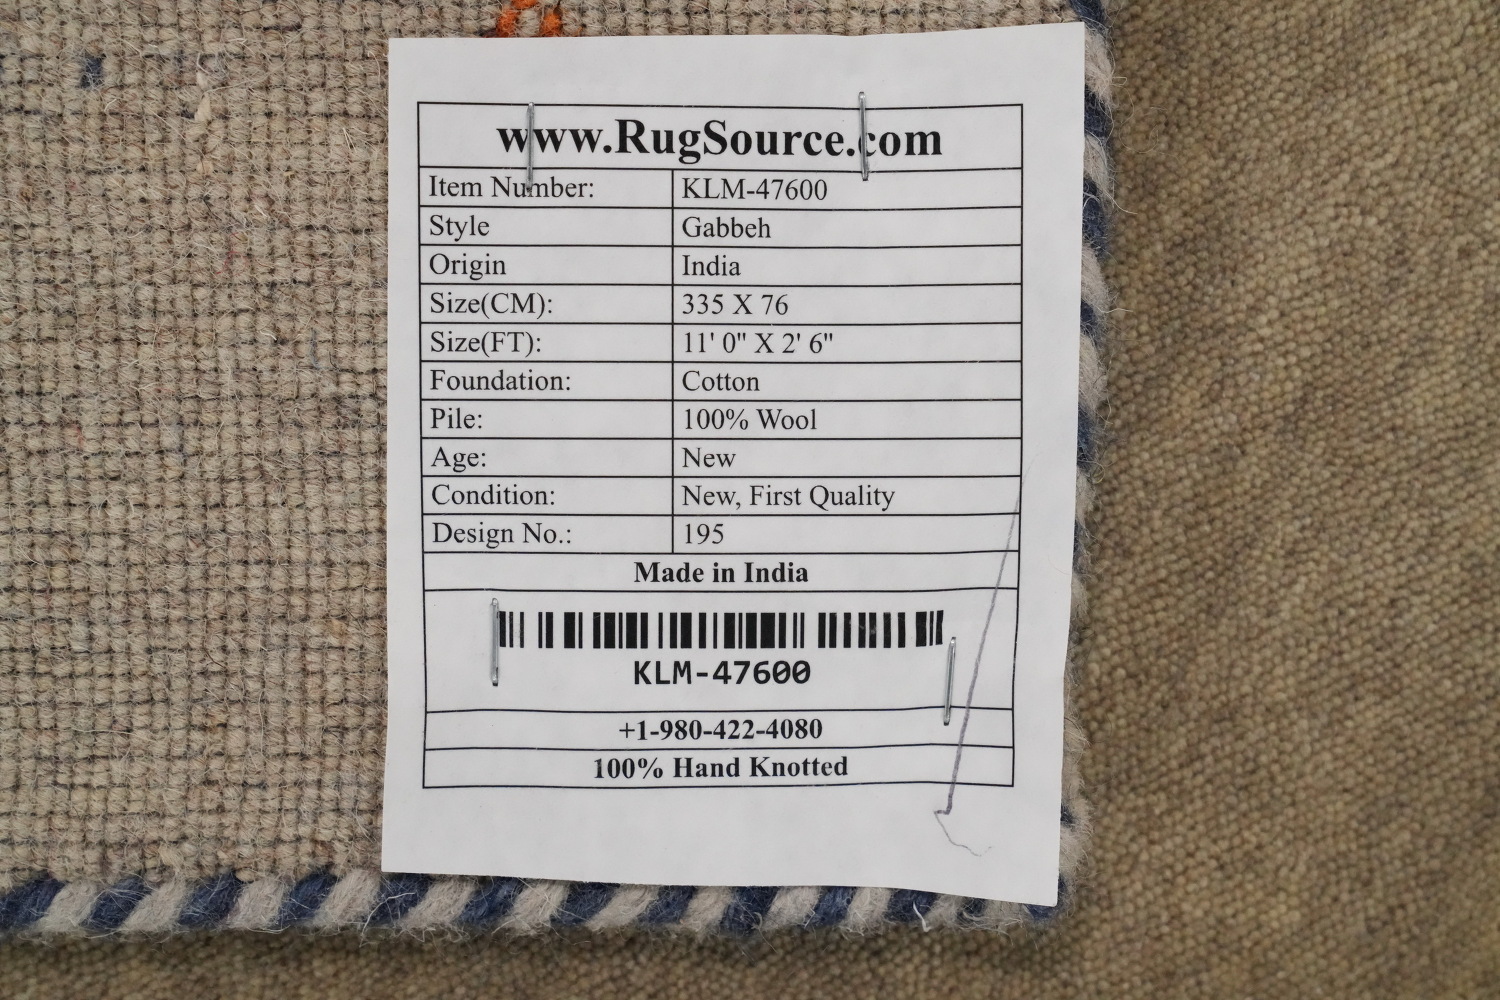 www.RugSource.com
Item Number: KLM-47600
Style Gabbeh
Origin India
Size(CM): 335 X 76
Size(FT): 11' 0" X 2' 6"
Foundation: Cotton
Pile: 100% Wool
Age: New
Condition: New, First Quality
Design No.: 195
Made in India
KLM-47600
+1-980-422-4080
100% Hand Knotted